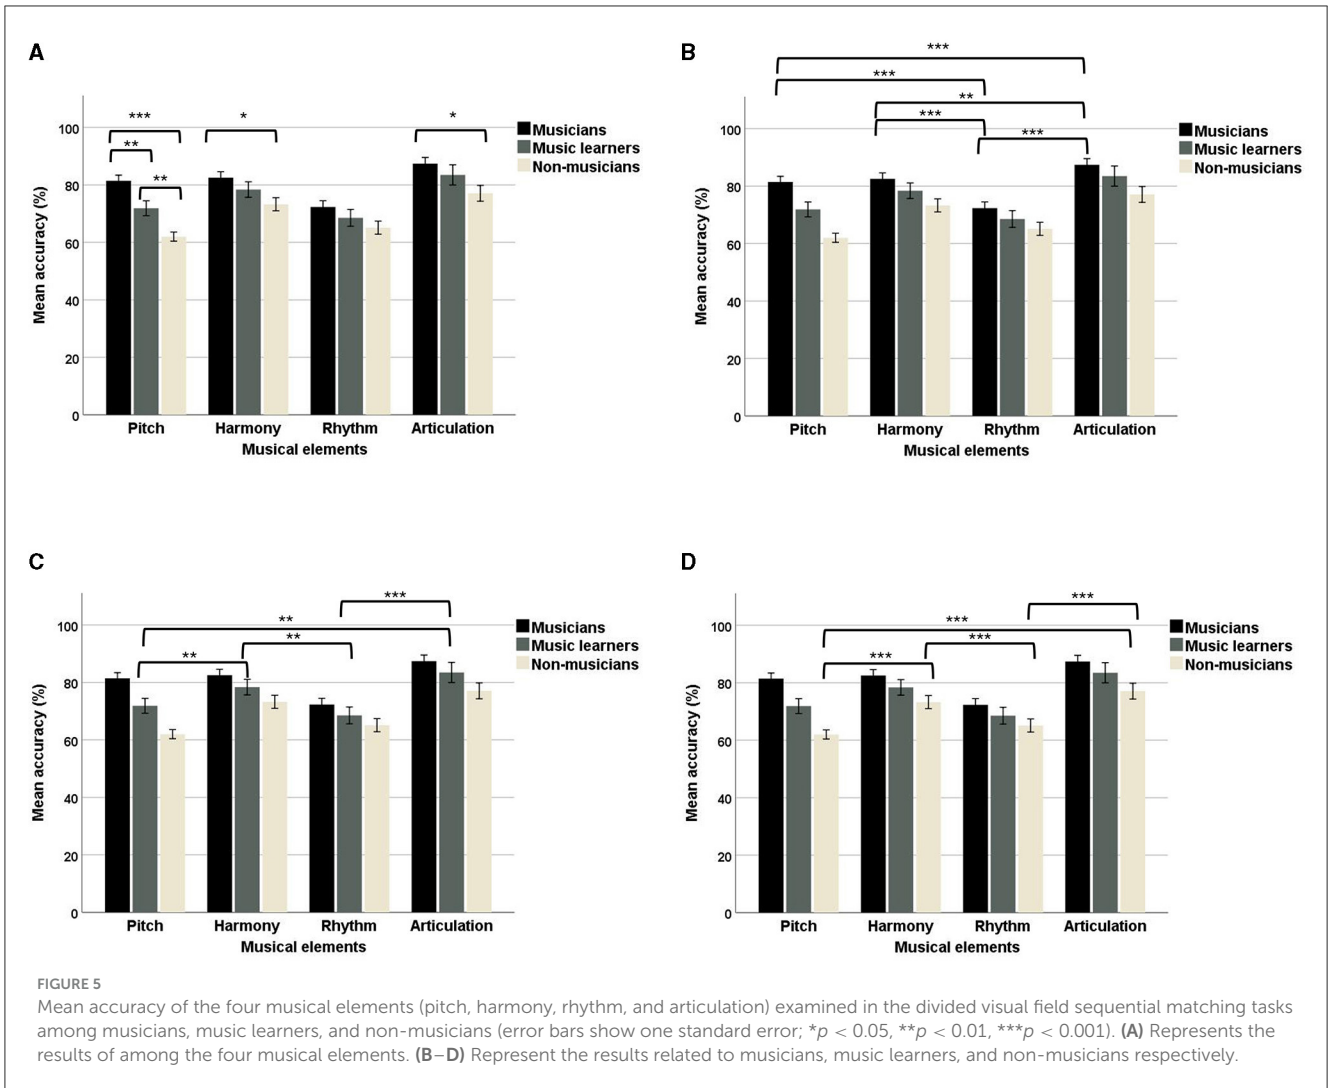 A
***
*
*
**
**
Musicians
Music learners
Non-musicians
100
80
60
40
20
0
Mean accuracy (%)
Pitch Harmony Rhythm Articulation
Musical elements
B
***
***
**
***
***
Musicians
Music learners
Non-musicians
100
80
60
40
20
0
Mean accuracy (%)
Pitch Harmony Rhythm Articulation
Musical elements
C
***
**
**
**
Musicians
Music learners
Non-musicians
100
80
60
40
20
0
Mean accuracy (%)
Pitch Harmony Rhythm Articulation
Musical elements
D
***
***
***
***
Musicians
Music learners
Non-musicians
100
80
60
40
20
0
Mean accuracy (%)
Pitch Harmony Rhythm Articulation
Musical elements
FIGURE 5
Mean accuracy of the four musical elements (pitch, harmony, rhythm, and articulation) examined in the divided visual field sequential matching tasks
among musicians, music learners, and non-musicians (error bars show one standard error; *p < 0.05, **p < 0.01, ***p < 0.001). (A) Represents the
results of among the four musical elements. (B–D) Represent the results related to musicians, music learners, and non-musicians respectively.